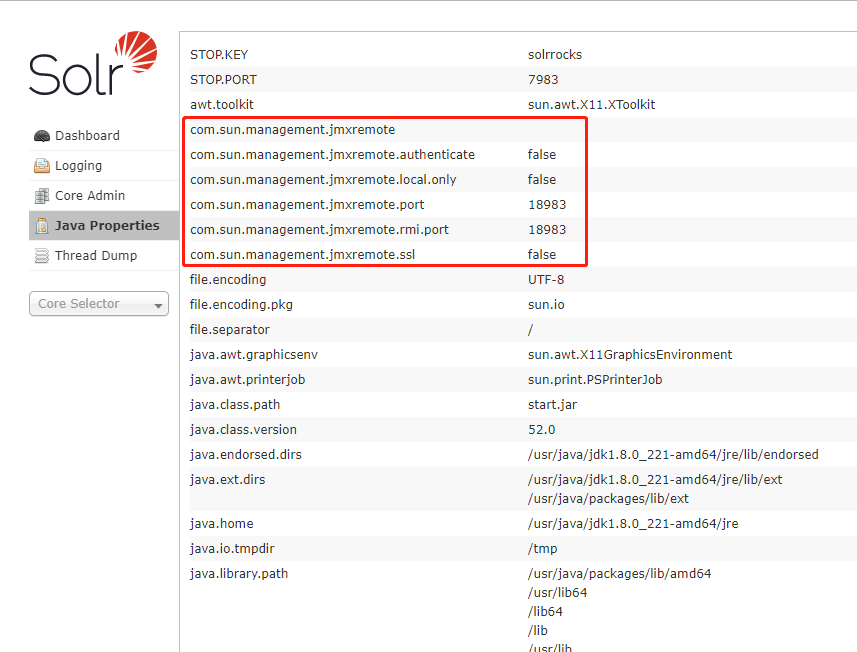 Solr
Dashboard
Logging
Core Admin
Java Properties
Thread Dump
Core Selector
STOP.KEY solrrocks
STOP.PORT 7983
awt.toolkit sun.awt.X11.XToolkit
com.sun.management.jmxremote
com.sun.management.jmxremote.authenticate false
com.sun.management.jmxremote.local.only false
com.sun.management.jmxremote.port 18983
com.sun.management.jmxremote.rmi.port 18983
com.sun.management.jmxremote.ssl false
file.encoding UTF-8
file.encoding.pkg sun.io
file.separator /
java.awt.graphicsenv sun.awt.X11GraphicsEnvironment
java.awt.printerjob sun.print.PSPrinterJob
java.class.path start.jar
java.class.version 52.0
java.endorsed.dirs /usr/java/jdk1.8.0_221-amd64/jre/lib/endorsed
java.ext.dirs /usr/java/jdk1.8.0_221-amd64/jre/lib/ext
/usr/java/packages/lib/ext
java.home /usr/java/jdk1.8.0_221-amd64/jre
java.io.tmpdir /tmp
java.library.path /usr/java/packages/lib/amd64
/usr/lib64
/lib64
/lib
/usr/lib